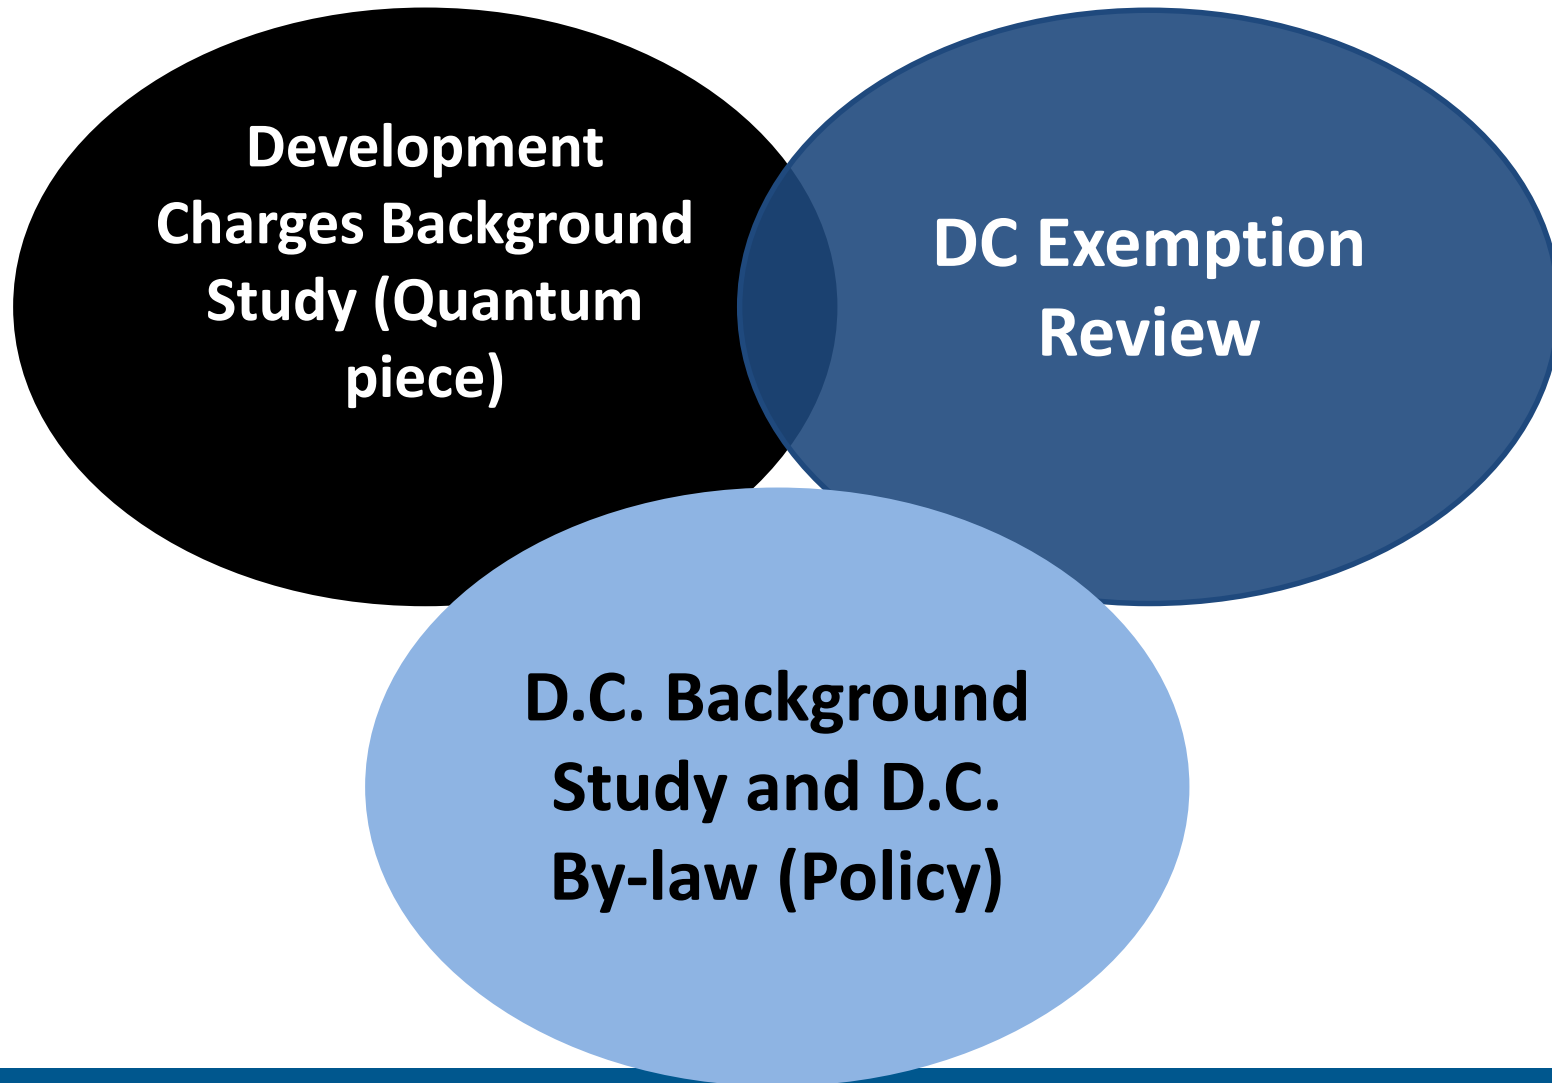 Development
Charges Background
Study (Quantum
piece)
DC Exemption
Review
D.C. Background
Study and D.C.
By-law (Policy)